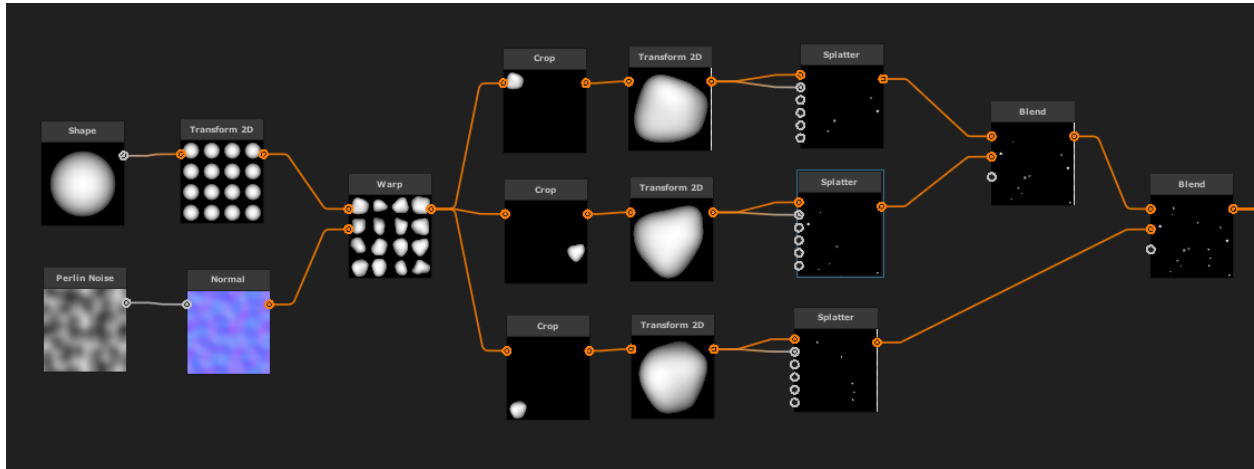 Shape
Transform 2D
Perlin Noise
Normal
Warp
Crop
Transform 2D
Splatter
Crop
Transform 2D
Splatter
Crop
Transform 2D
Splatter
Blend
Blend